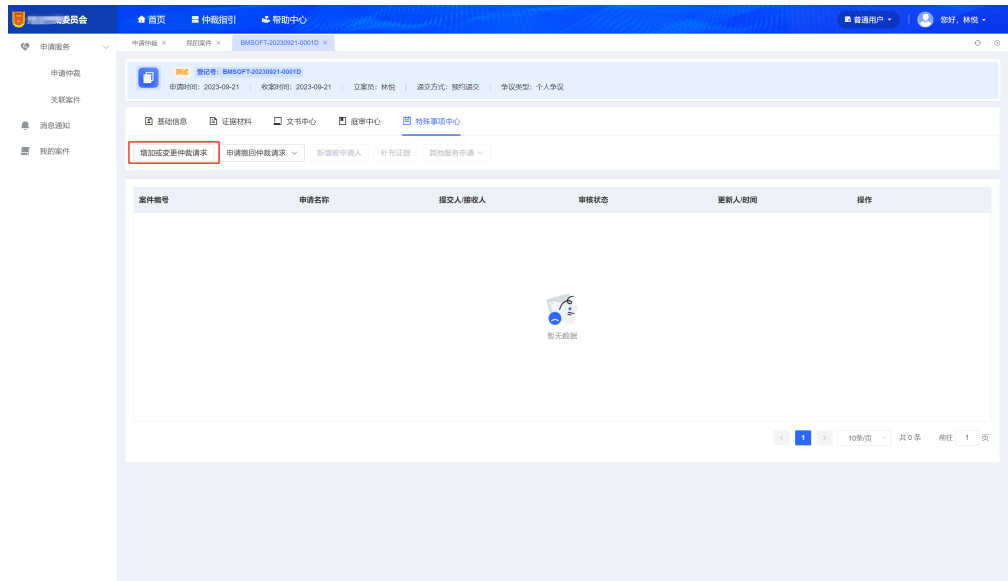 委员会 首页 仲裁指引 帮助中心 普通用户 您好，林悦
申请服务
申请仲裁
关联案件
消息通知
我的案件
申请仲裁 × 我的案件 × BMSOFT-20230921-0001D ×
测试 登记号：BMSOFT-20230921-0001D
申请时间：2023-09-21 收案时间：2023-09-21 立案员：林悦 递交方式：预约递交 争议类型：个人争议
基础信息 证据材料 文书中心 庭审中心 特殊事项中心
增加或变更仲裁请求 申请撤回仲裁请求 新增被申请人 补充证据 其他服务申请
案件编号 申请名称 提交人/接收人 审核状态 更新人/时间 操作
暂无数据
< 1 > 10条/页 共 0 条 前往 1 页